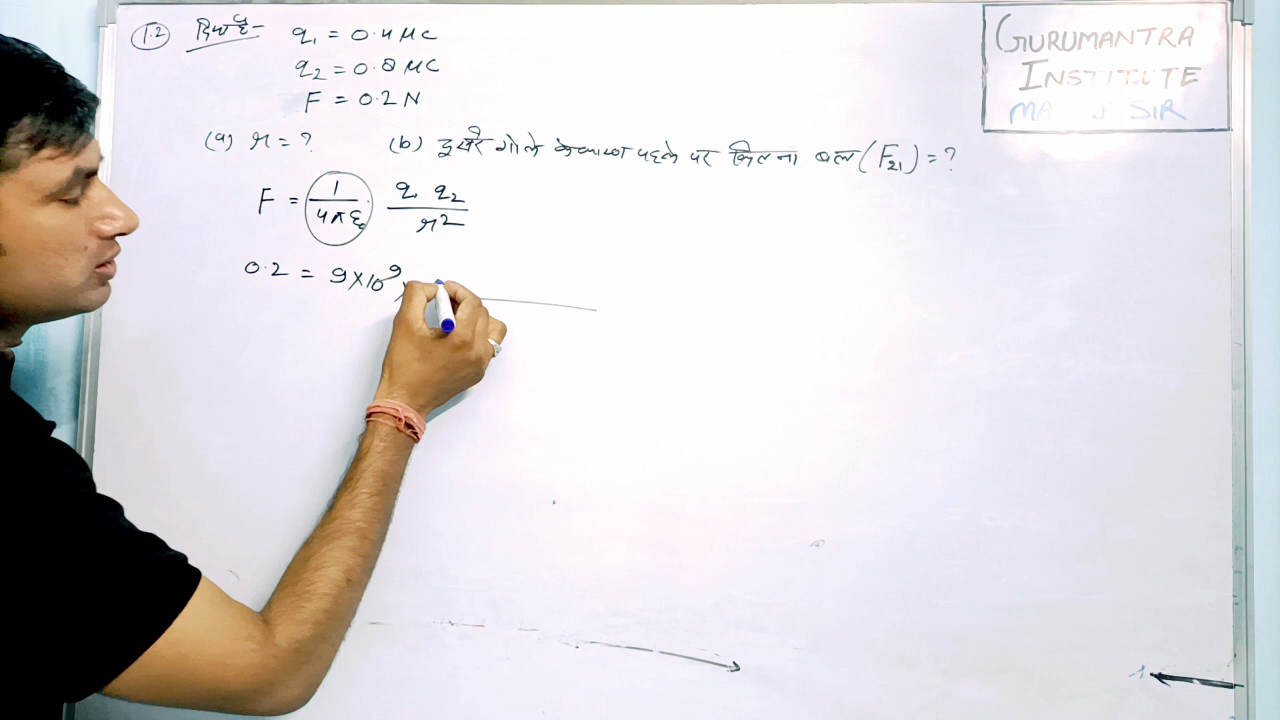 1.2 दिया है- q₁ = 0.4 μC
q₂ = 0.8 μC
F = 0.2 N
(a) r = ? (b) दूसरे गोले के कारण पहले पर कितना बल (F₂₁) = ?
F = 1/4πε₀ · q₁ q₂/r²
0.2 = 9×10⁹ ×
GURUMANTRA
INSTITUTE
SIR